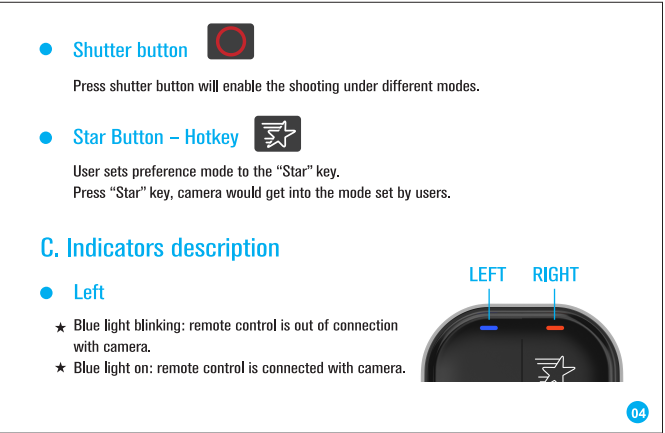 Shutter button
Press shutter button will enable the shooting under different modes.
Star Button – Hotkey
User sets preference mode to the “Star” key.
Press “Star” key, camera would get into the mode set by users.
C. Indicators description
LEFT RIGHT
Left
★ Blue light blinking: remote control is out of connection
with camera.
★ Blue light on: remote control is connected with camera.
04